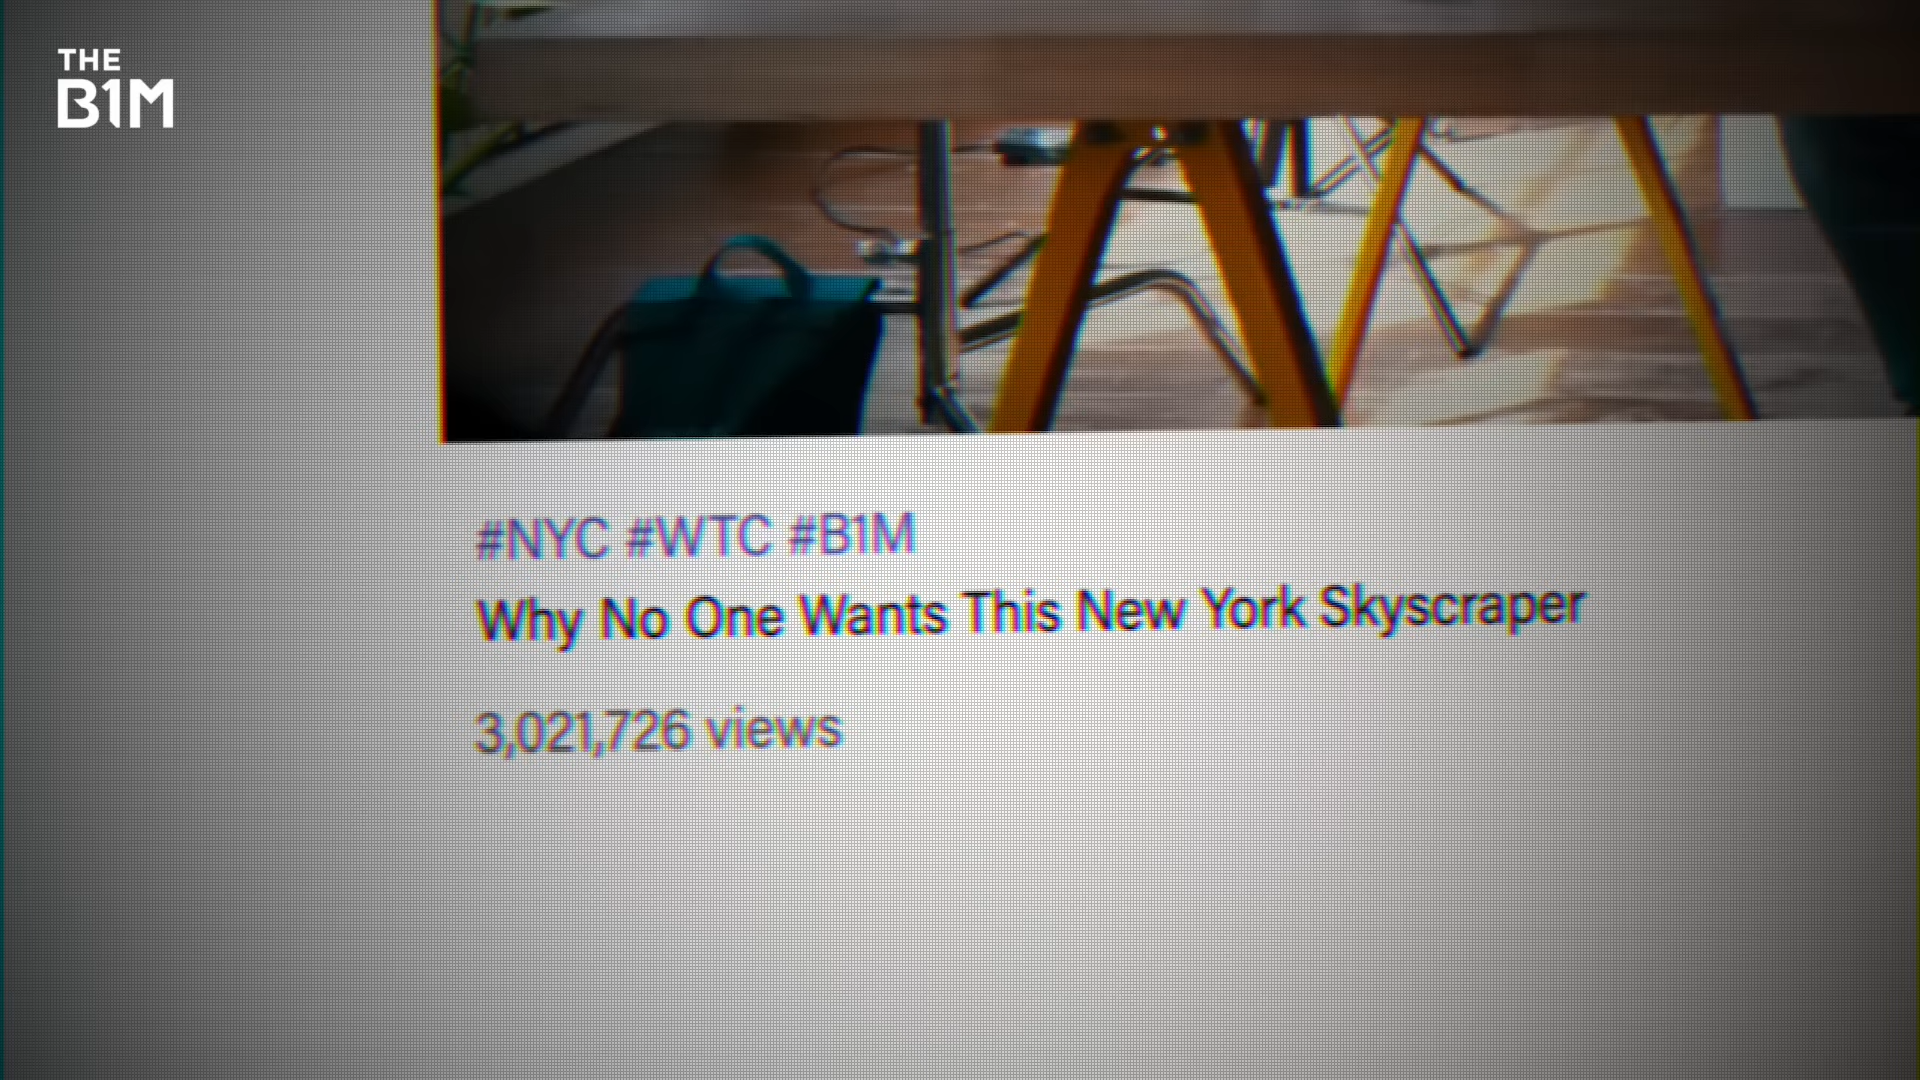 THE
B1M
#NYC #WTC #B1M
Why No One Wants This New York Skyscraper
3,021,726 views